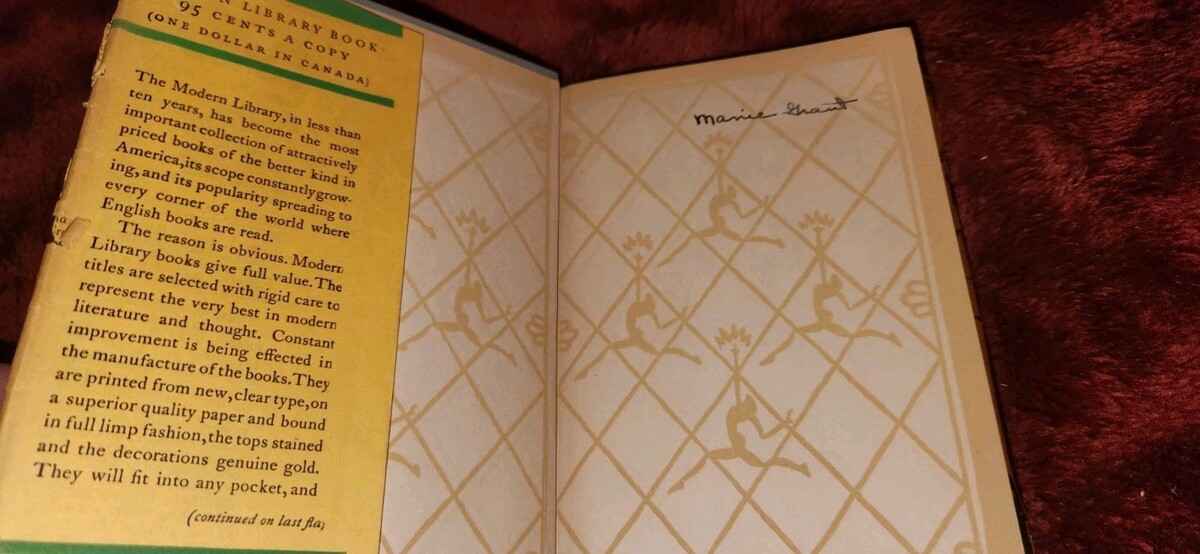 N LIBRARY BOOK
95 CENTS A COPY
(ONE DOLLAR IN CANADA)
The Modern Library, in less than
ten years, has become the most
important collection of attractively
priced books of the better kind in
America, its scope constantly grow-
ing, and its popularity spreading to
every corner of the world where
English books are read.
The reason is obvious. Modern
Library books give full value. The
titles are selected with rigid care to
represent the very best in modern
literature and thought. Constant
improvement is being effected in
the manufacture of the books. They
are printed from new, clear type, on
a superior quality paper and bound
in full limp fashion, the tops stained
and the decorations genuine gold.
They will fit into any pocket, and
(continued on last fla
Grant